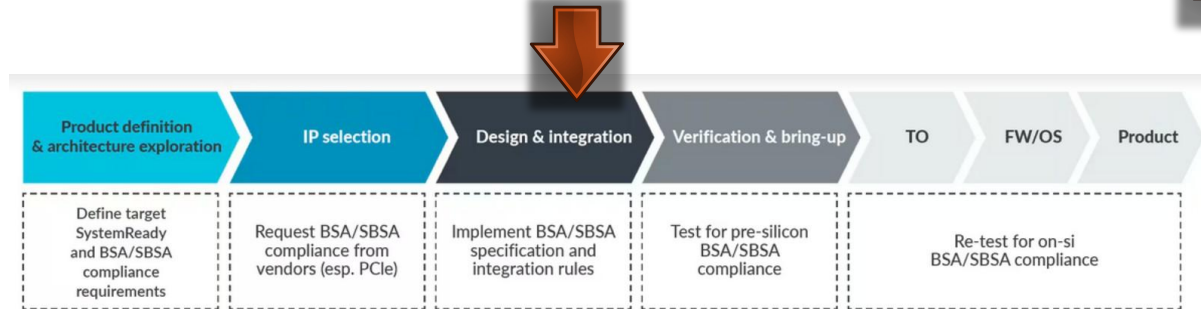 Product definition
& architecture exploration
IP selection
Design & integration
Verification & bring-up
TO
FW/OS
Product
Define target
SystemReady
and BSA/SBSA
compliance
requirements
Request BSA/SBSA
compliance from
vendors (esp. PCIe)
Implement BSA/SBSA
specification and
integration rules
Test for pre-silicon
BSA/SBSA
compliance
Re-test for on-si
BSA/SBSA compliance